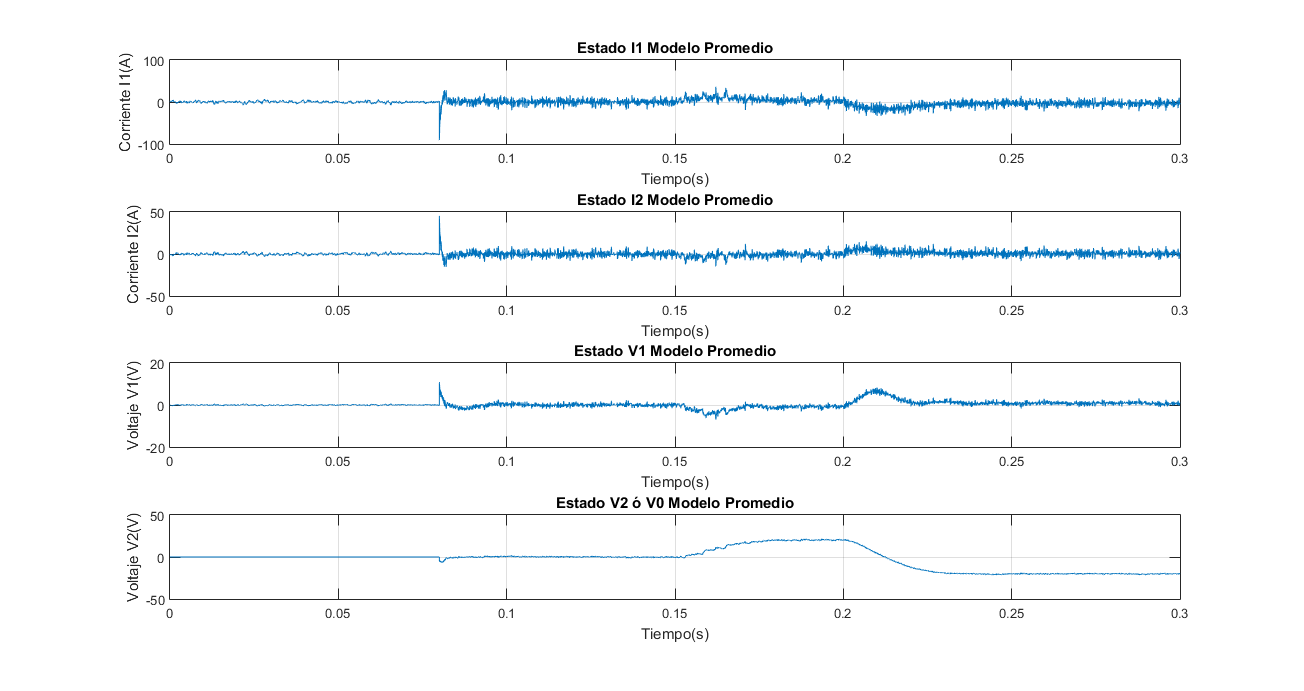 Estado I1 Modelo Promedio
Corriente I1(A)
100
0
-100
0 0.05 0.1 0.15 0.2 0.25 0.3
Tiempo(s)
Estado I2 Modelo Promedio
Corriente I2(A)
50
0
-50
0 0.05 0.1 0.15 0.2 0.25 0.3
Tiempo(s)
Estado V1 Modelo Promedio
Voltaje V1(V)
20
0
-20
0 0.05 0.1 0.15 0.2 0.25 0.3
Tiempo(s)
Estado V2 ó V0 Modelo Promedio
Voltaje V2(V)
50
0
-50
0 0.05 0.1 0.15 0.2 0.25 0.3
Tiempo(s)